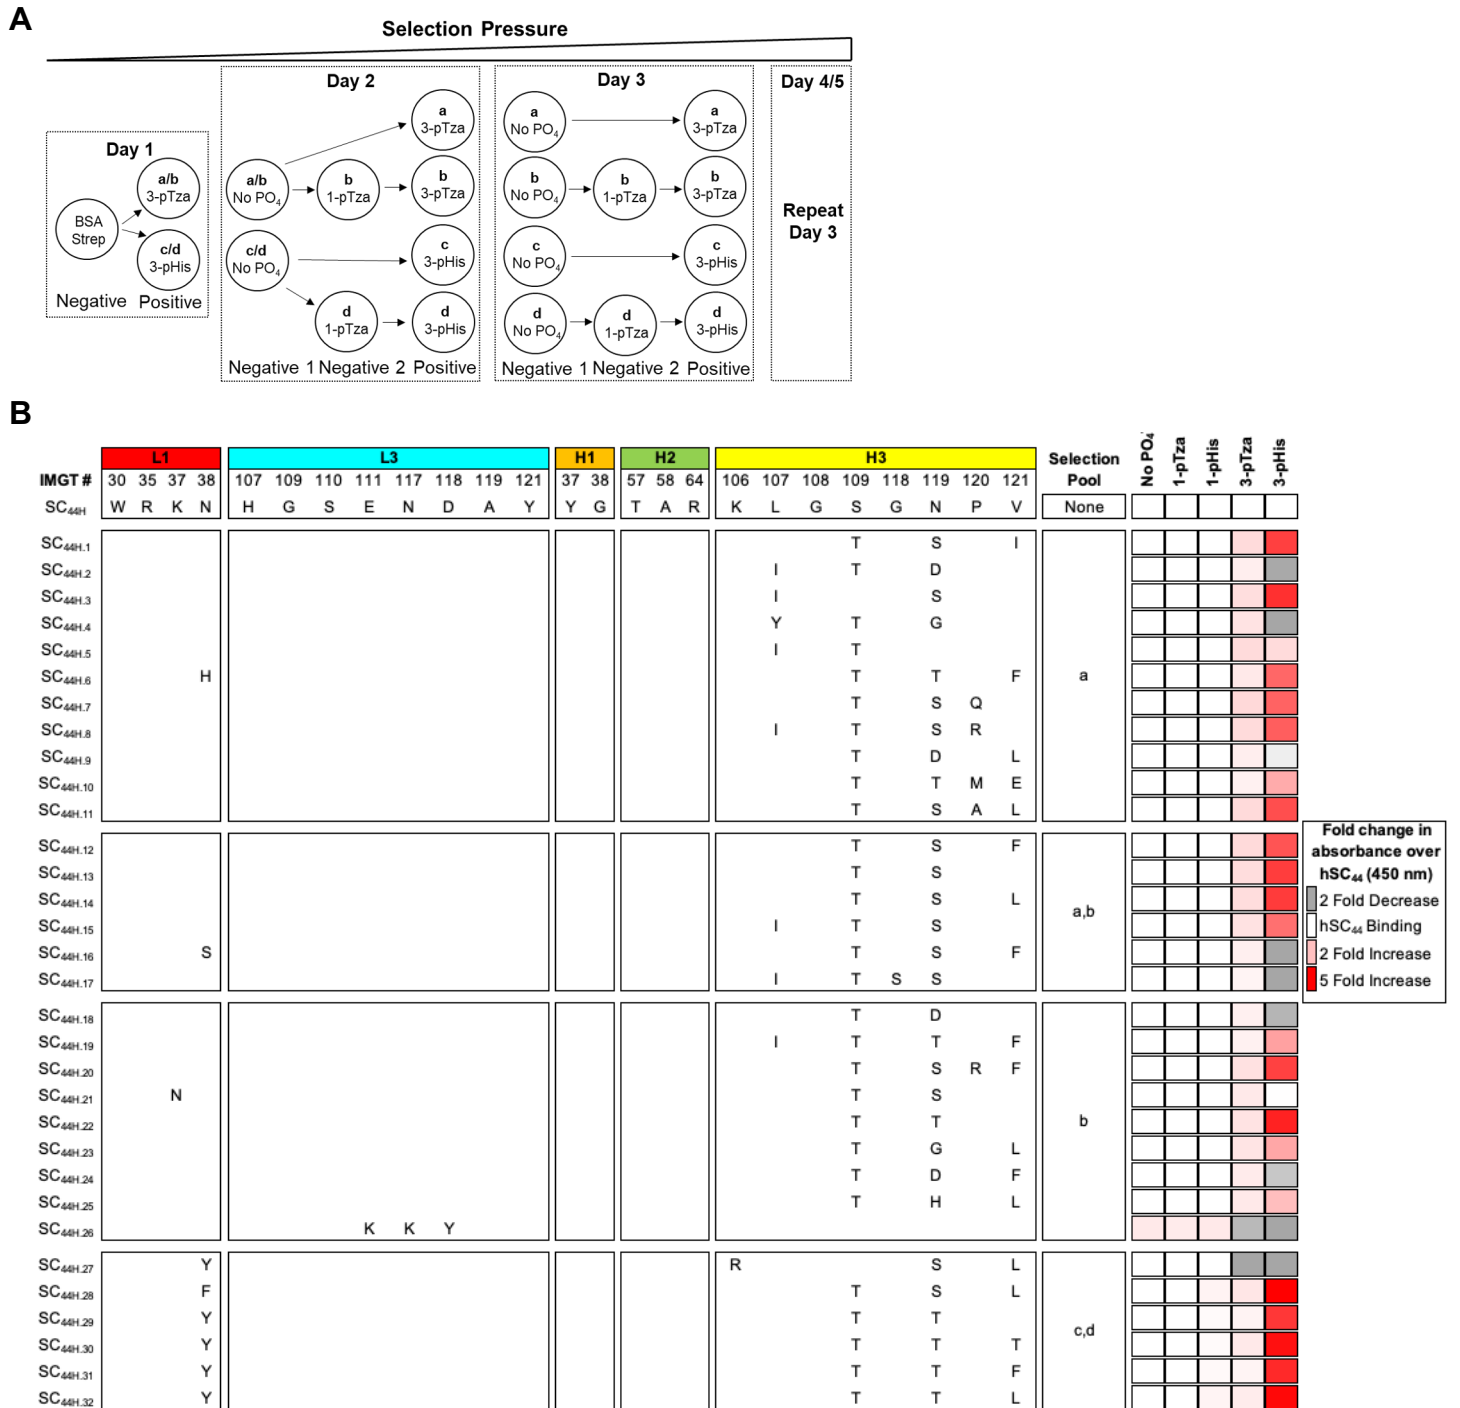 A
Selection Pressure
Day 1
BSA
Strep
a/b
3-pTza
c/d
3-pHis
Negative Positive
Day 2
a/b
No PO4
a
3-pTza
b
1-pTza
b
3-pTza
c/d
No PO4
c
3-pHis
d
1-pTza
d
3-pHis
Negative 1 Negative 2 Positive
Day 3
a
No PO4
a
3-pTza
b
No PO4
b
1-pTza
b
3-pTza
c
No PO4
c
3-pHis
d
No PO4
d
1-pTza
d
3-pHis
Negative 1 Negative 2 Positive
Day 4/5
Repeat
Day 3
B
L1 L3 H1 H2 H3 Selection Pool No PO4 1-pTza 1-pHis 3-pTza 3-pHis
IMGT # 30 35 37 38 107 109 110 111 117 118 119 121 37 38 57 58 64 106 107 108 109 118 119 120 121
SC44H W R K N H G S E N D A Y Y G T A R K L G S G N P V None
SC44H.1 T S I
SC44H.2 I T D
SC44H.3 I S
SC44H.4 Y T G
SC44H.5 I T
SC44H.6 H T T F a
SC44H.7 T S Q
SC44H.8 I T S R
SC44H.9 T D L
SC44H.10 T T M E
SC44H.11 T S A L
SC44H.12 T S F
SC44H.13 T S
SC44H.14 T S L
a,b
SC44H.15 I T S
SC44H.16 S T S F
SC44H.17 I T S S
SC44H.18 T D
SC44H.19 I T T F
SC44H.20 T S R F
SC44H.21 N T S
SC44H.22 T T b
SC44H.23 T G L
SC44H.24 T D F
SC44H.25 T H L
SC44H.26 K K Y
SC44H.27 Y R S L
SC44H.28 F T S L
SC44H.29 Y T T
c,d
SC44H.30 Y T T T
SC44H.31 Y T T F
SC44H.32 Y T T L
Fold change in
absorbance over
hSC44 (450 nm)
2 Fold Decrease
hSC44 Binding
2 Fold Increase
5 Fold Increase